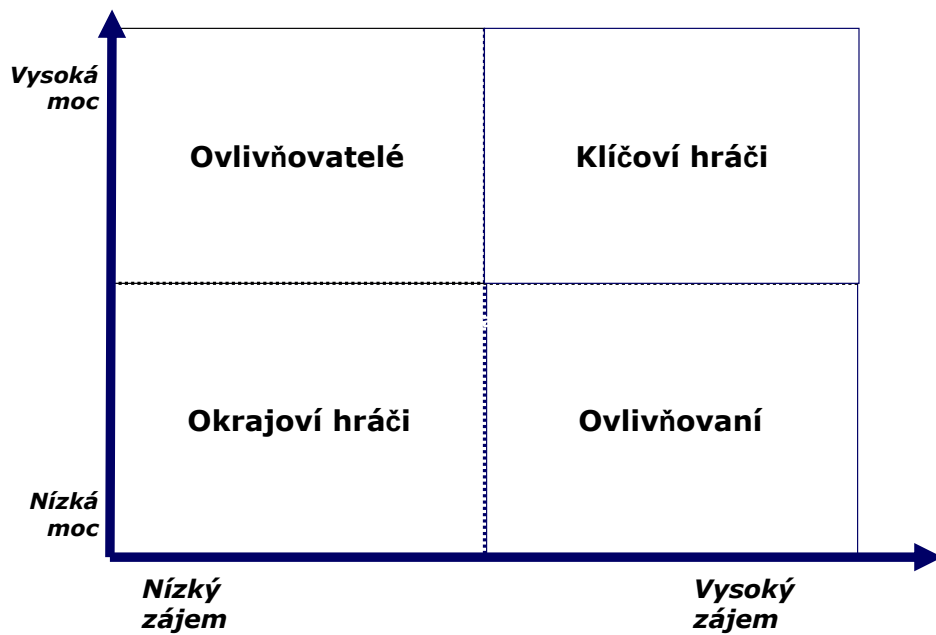 Vysoká
moc
Ovlivňovatelé
Klíčoví hráči
Okrajoví hráči
Ovlivňovaní
Nízká
moc
Nízký
zájem
Vysoký
zájem